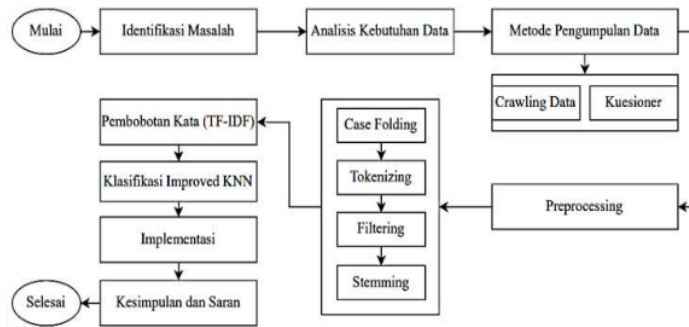 Mulai
Identifikasi Masalah
Analisis Kebutuhan Data
Metode Pengumpulan Data
Crawling Data
Kuesioner
Preprocessing
Case Folding
Tokenizing
Filtering
Stemming
Pembobotan Kata (TF-IDF)
Klasifikasi Improved KNN
Implementasi
Kesimpulan dan Saran
Selesai